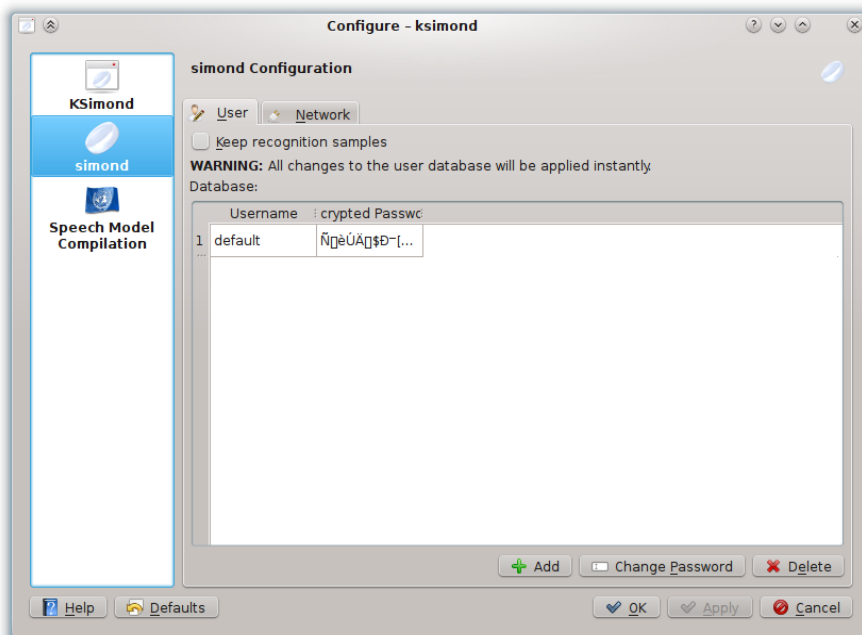 Configure – ksimond
KSimond
simond
Speech Model
Compilation
simond Configuration
User
Network
Keep recognition samples
WARNING: All changes to the user database will be applied instantly.
Database:
Username
crypted Passwc
1
default
Help
Defaults
Add
Change Password
Delete
OK
Apply
Cancel